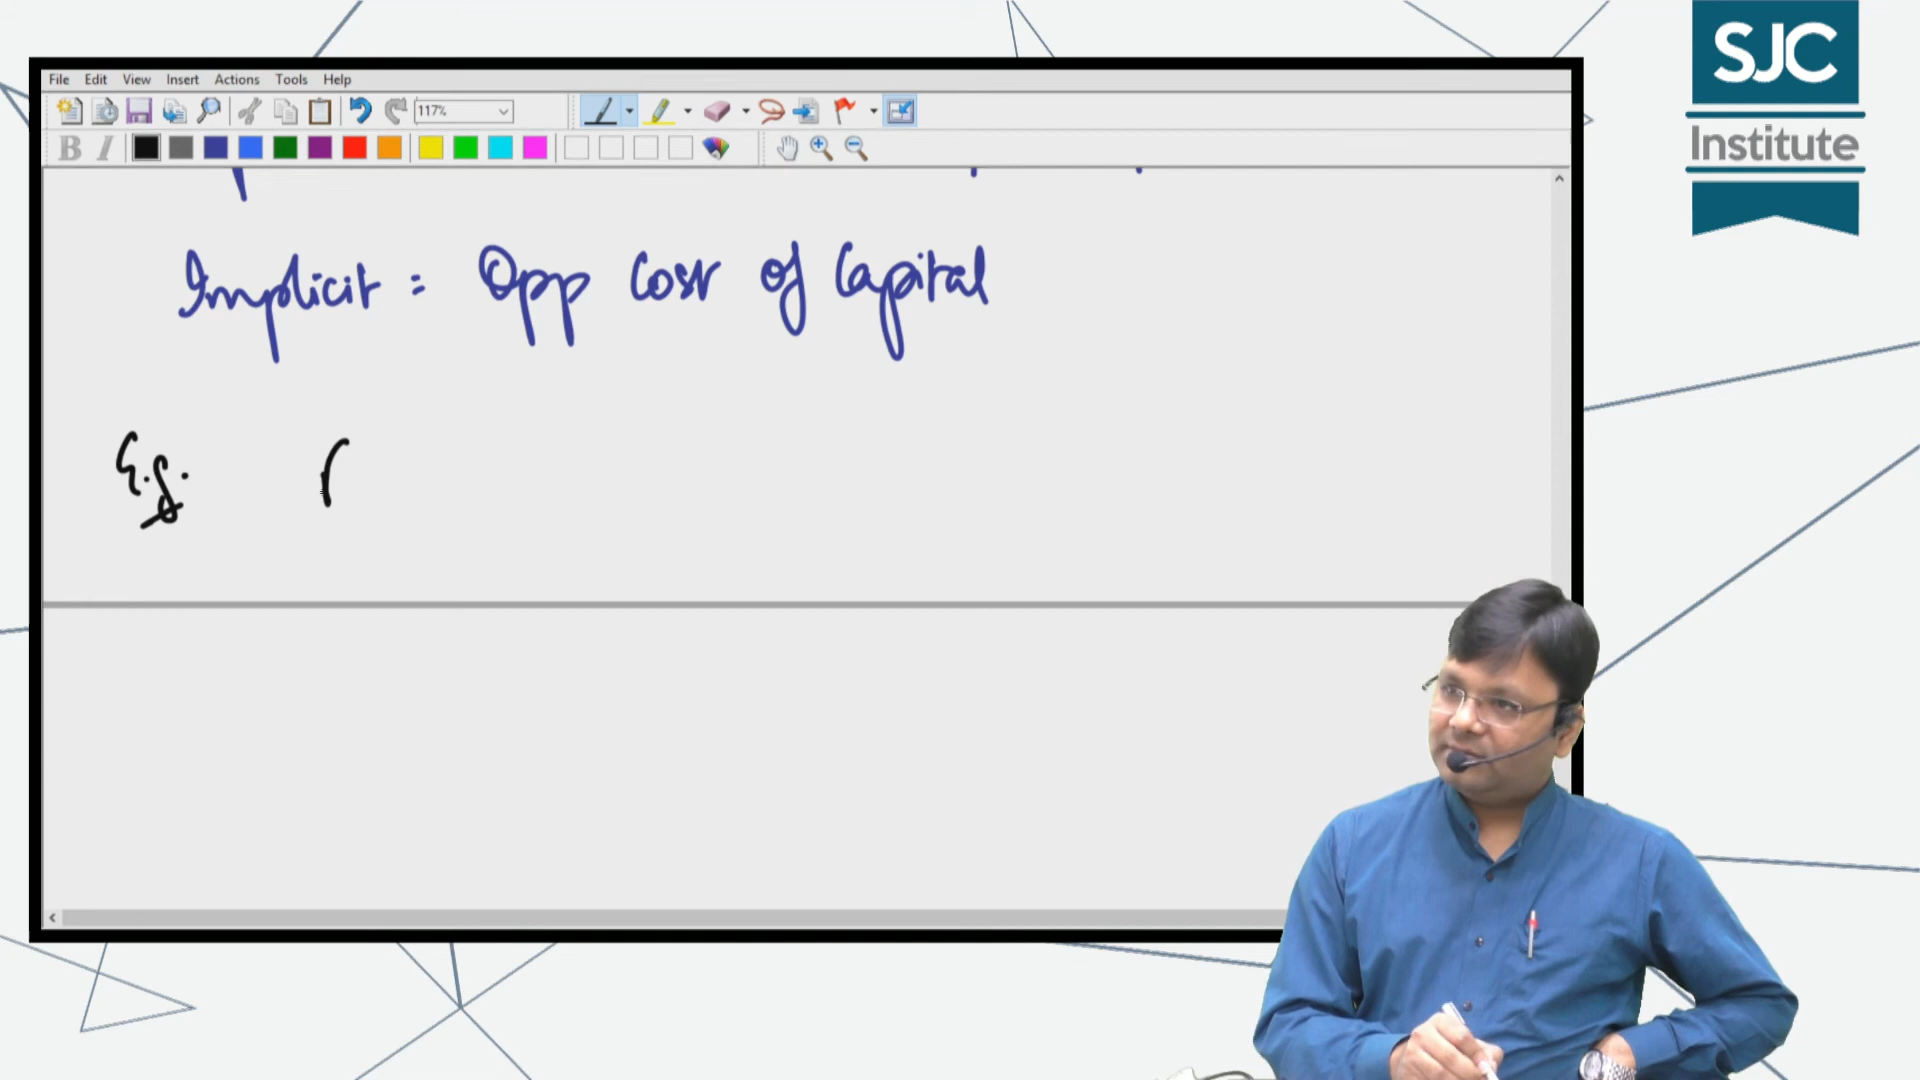 SJC
Institute
File Edit View Insert Actions Tools Help
117%
B I
Implicit = Opp Cost of Capital
E.g.